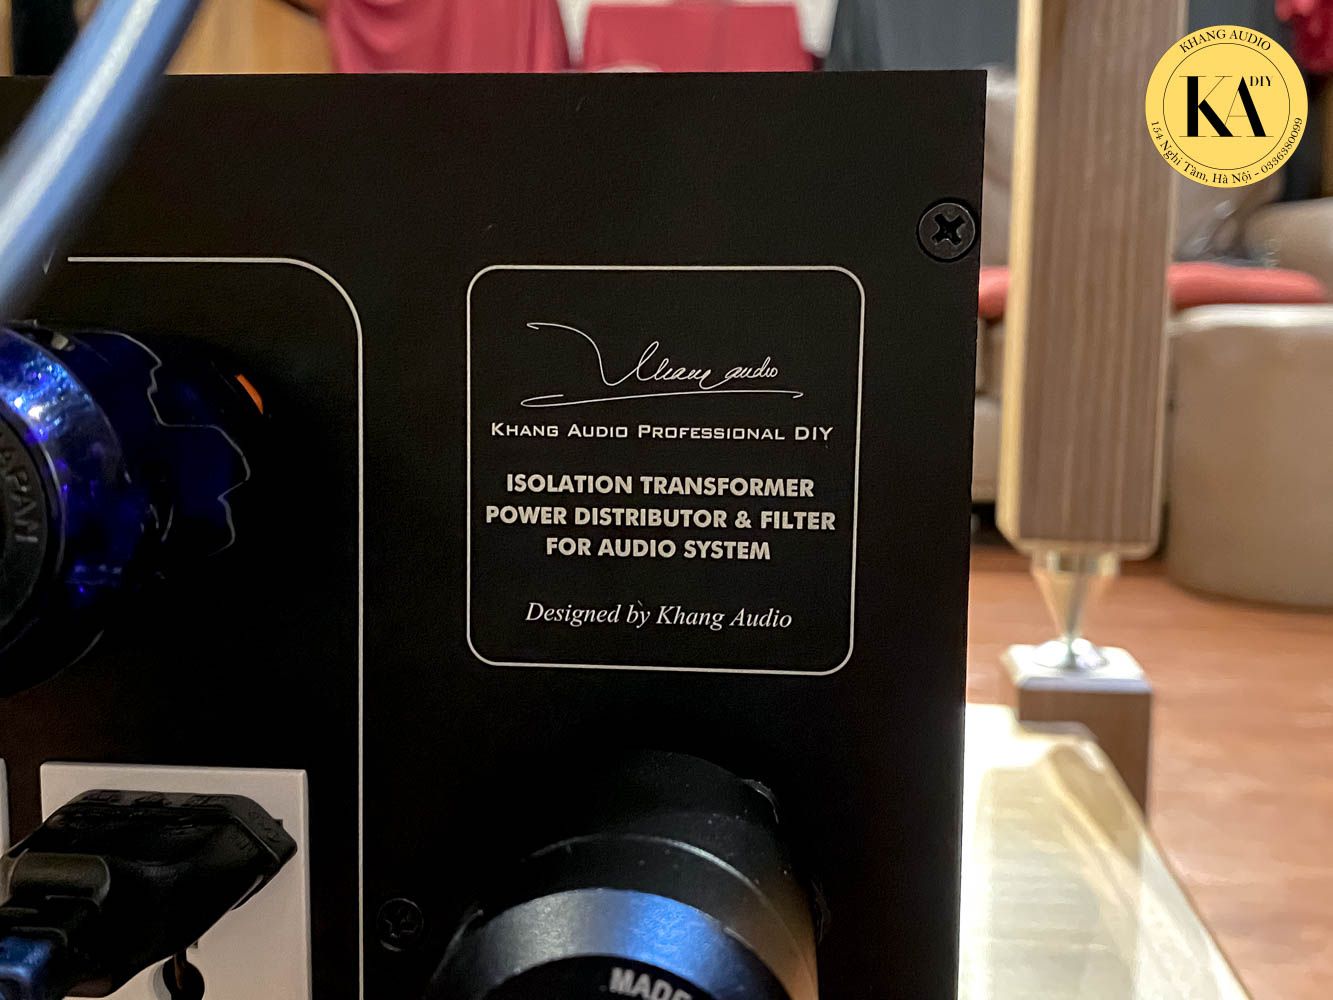 KHANG AUDIO
KA DIY
154 Nghi Tàm, Hà Nội - 0336380099
Khang audio
KHANG AUDIO PROFESSIONAL DIY
ISOLATION TRANSFORMER
POWER DISTRIBUTOR & FILTER
FOR AUDIO SYSTEM
Designed by Khang Audio
JAPAN
MADE